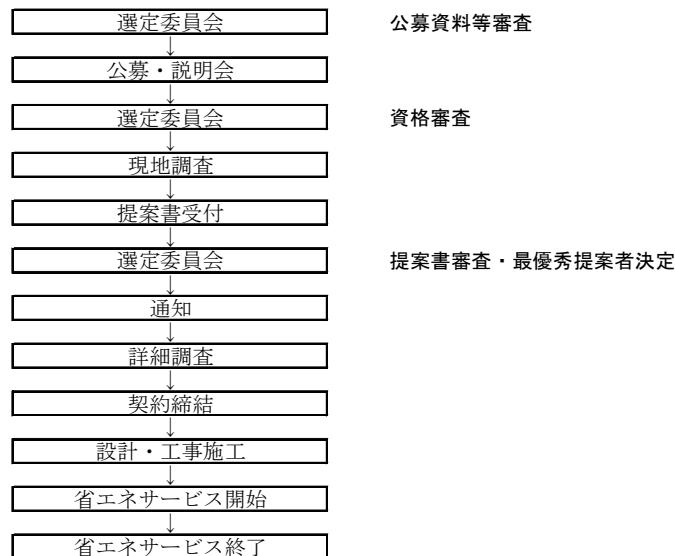 選定委員会 公募資料等審査
↓
公募・説明会
↓
選定委員会 資格審査
↓
現地調査
↓
提案書受付
↓
選定委員会 提案書審査・最優秀提案者決定
↓
通知
↓
詳細調査
↓
契約締結
↓
設計・工事施工
↓
省エネサービス開始
↓
省エネサービス終了